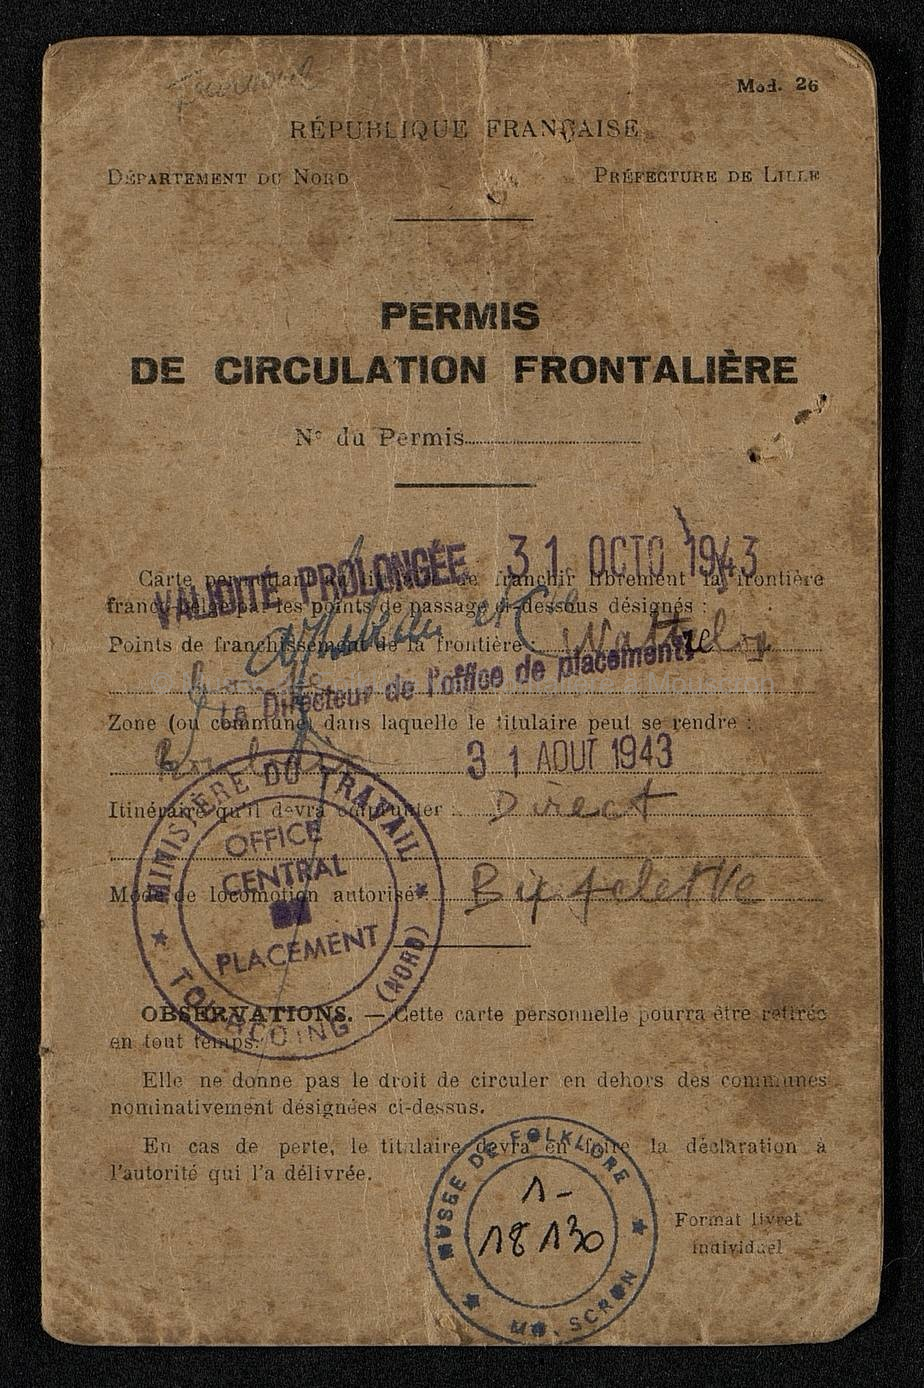 Mod. 26
RÉPUBLIQUE FRANÇAISE
DÉPARTEMENT DU NORD
PRÉFECTURE DE LILLE
PERMIS
DE CIRCULATION FRONTALIÈRE
N° du Permis
VALIDITÉ PROLONGÉE 31 OCTO 1943
Carte permettant au titulaire de franchir librement la frontière
franco-belge par les points de passage ci-dessous désignés :
Points de franchissement de la frontière : Wattrelos
Le Directeur de l'office de placement,
Zone (ou commune) dans laquelle le titulaire peut se rendre :
31 AOUT 1943
Itinéraire qu'il devra emprunter : Direct
Mode de locomotion autorisé : Bicyclette
MINISTÈRE DU TRAVAIL
OFFICE
CENTRAL
DE
PLACEMENT
TOURCOING (NORD)
OBSERVATIONS. — Cette carte personnelle pourra être retirée
en tout temps.
Elle ne donne pas le droit de circuler en dehors des communes
nominativement désignées ci-dessus.
En cas de perte, le titulaire devra en faire la déclaration à
l'autorité qui l'a délivrée.
MUSÉE DE FOLKLORE
1-
18130
MOUSCRON
Format livret
individuel